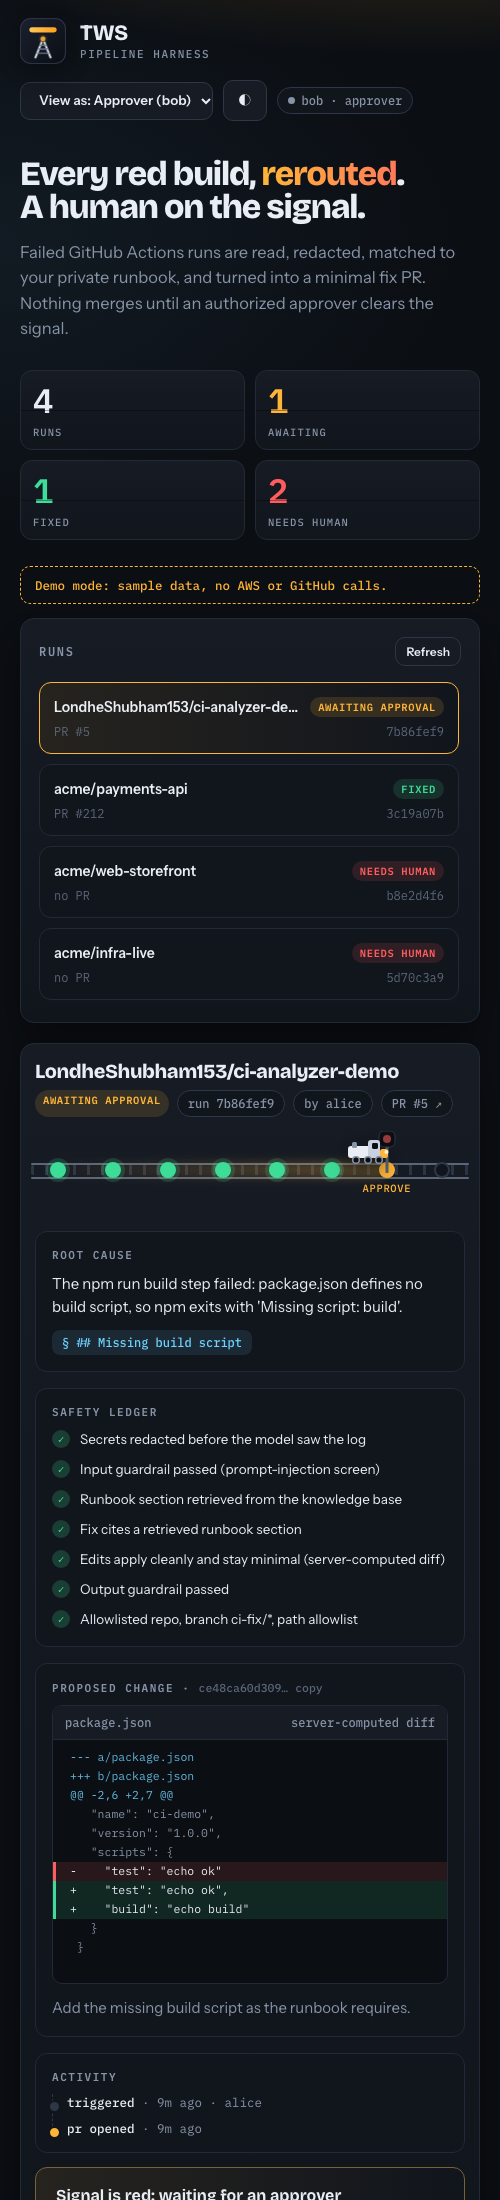 TWS
PIPELINE HARNESS
View as: Approver (bob)
bob · approver
Every red build, rerouted.
A human on the signal.
Failed GitHub Actions runs are read, redacted, matched to
your private runbook, and turned into a minimal fix PR.
Nothing merges until an authorized approver clears the
signal.
4
RUNS
1
AWAITING
1
FIXED
2
NEEDS HUMAN
Demo mode: sample data, no AWS or GitHub calls.
RUNS
Refresh
LondheShubham153/ci-analyzer-de…
AWAITING APPROVAL
PR #5
7b86fef9
acme/payments-api
FIXED
PR #212
3c19a07b
acme/web-storefront
NEEDS HUMAN
no PR
b8e2d4f6
acme/infra-live
NEEDS HUMAN
no PR
5d70c3a9
LondheShubham153/ci-analyzer-demo
AWAITING APPROVAL
run 7b86fef9
by alice
PR #5 ↗
APPROVE
ROOT CAUSE
The npm run build step failed: package.json defines no
build script, so npm exits with 'Missing script: build'.
§ ## Missing build script
SAFETY LEDGER
✓ Secrets redacted before the model saw the log
✓ Input guardrail passed (prompt-injection screen)
✓ Runbook section retrieved from the knowledge base
✓ Fix cites a retrieved runbook section
✓ Edits apply cleanly and stay minimal (server-computed diff)
✓ Output guardrail passed
✓ Allowlisted repo, branch ci-fix/*, path allowlist
PROPOSED CHANGE · ce48ca60d309… copy
package.json
server-computed diff
--- a/package.json
+++ b/package.json
@@ -2,6 +2,7 @@
"name": "ci-demo",
"version": "1.0.0",
"scripts": {
- "test": "echo ok"
+ "test": "echo ok",
+ "build": "echo build"
}
}
Add the missing build script as the runbook requires.
ACTIVITY
triggered · 9m ago · alice
pr opened · 9m ago
Signal is red: waiting for an approver